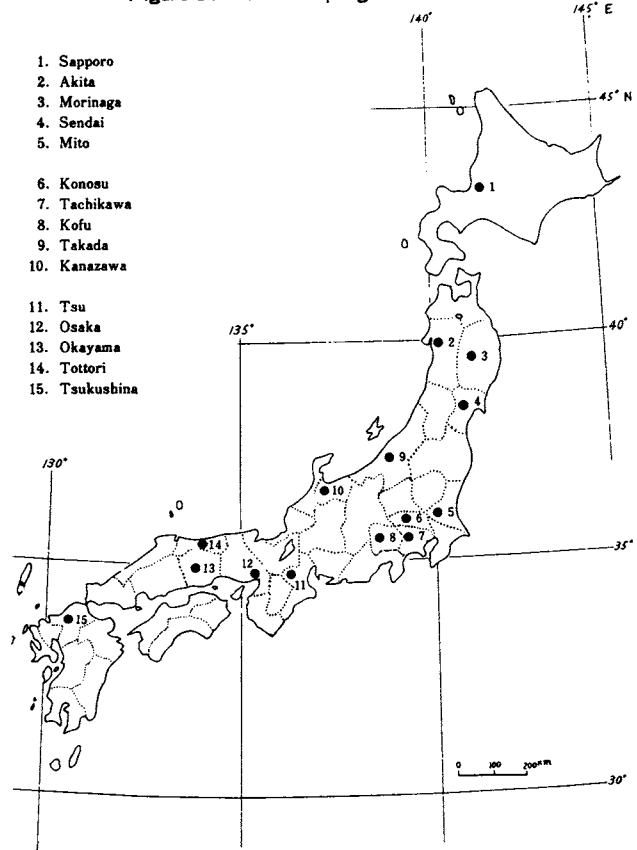 1. Sapporo
2. Akita
3. Morinaga
4. Sendai
5. Mito
6. Konosu
7. Tachikawa
8. Kofu
9. Takada
10. Kanazawa
11. Tsu
12. Osaka
13. Okayama
14. Tottori
15. Tsukushina
140°
145° E
45° N
1
135°
40°
2
3
4
130°
9
10
5
6
8
7
35°
14
13
12
11
15
0 100 200km
30°